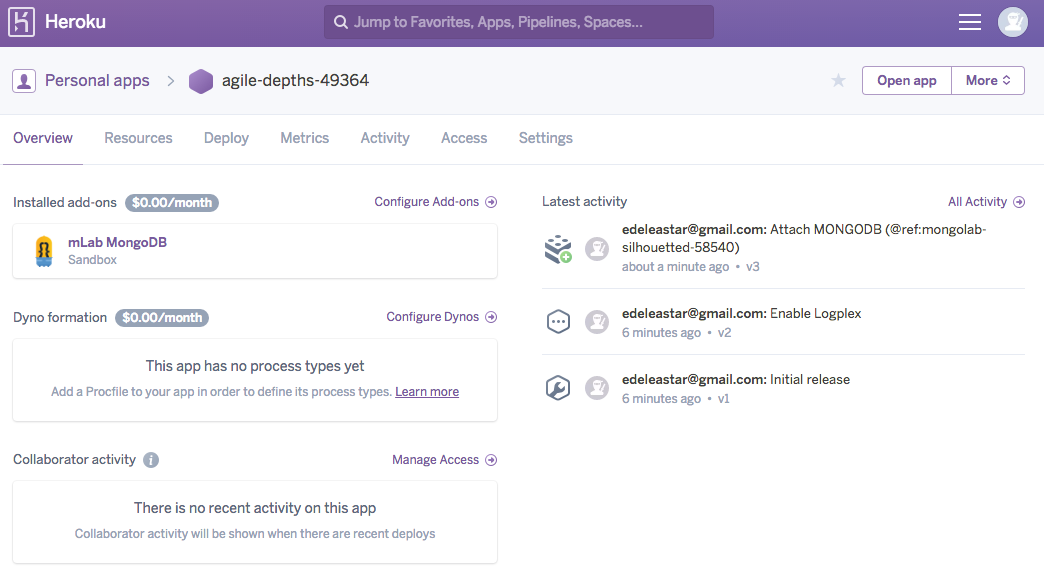 Heroku
Jump to Favorites, Apps, Pipelines, Spaces...
Personal apps
agile-depths-49364
Open app
More
Overview
Resources
Deploy
Metrics
Activity
Access
Settings
Installed add-ons
$0.00/month
Configure Add-ons
mLab MongoDB
Sandbox
Dyno formation
$0.00/month
Configure Dynos
This app has no process types yet
Add a Procfile to your app in order to define its process types. Learn more
Collaborator activity
Manage Access
There is no recent activity on this app
Collaborator activity will be shown when there are recent deploys
Latest activity
All Activity
edeleastar@gmail.com: Attach MONGODB (@ref:mongolab-
silhouetted-58540)
about a minute ago • v3
edeleastar@gmail.com: Enable Logplex
6 minutes ago • v2
edeleastar@gmail.com: Initial release
6 minutes ago • v1